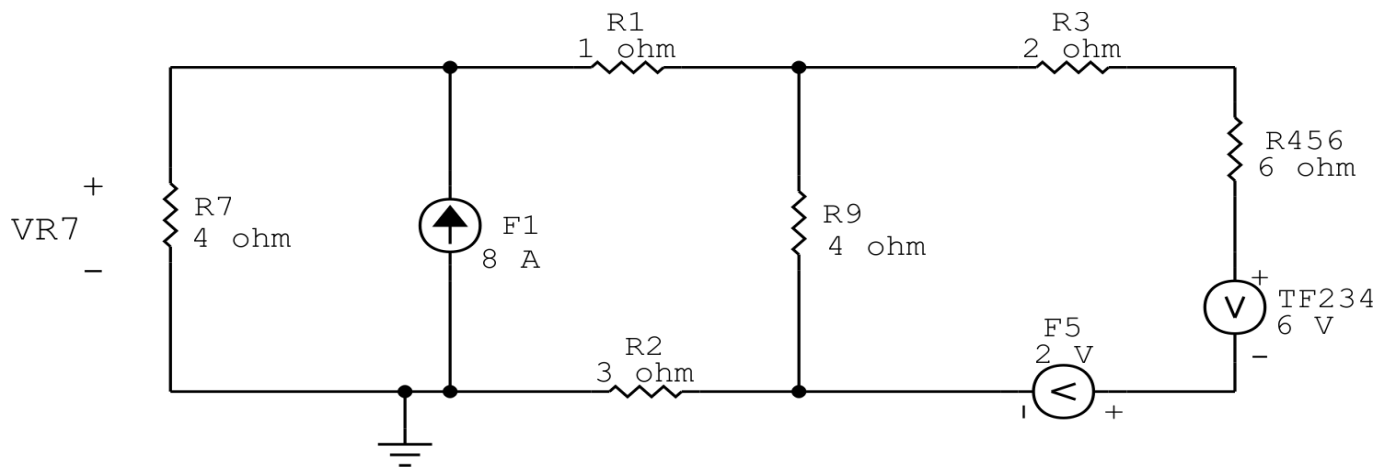 R1
1 ohm
R3
2 ohm
R456
6 ohm
+
VR7
−
R7
4 ohm
F1
8 A
R9
4 ohm
+
V
TF234
6 V
−
F5
2 V
V
−
+
R2
3 ohm